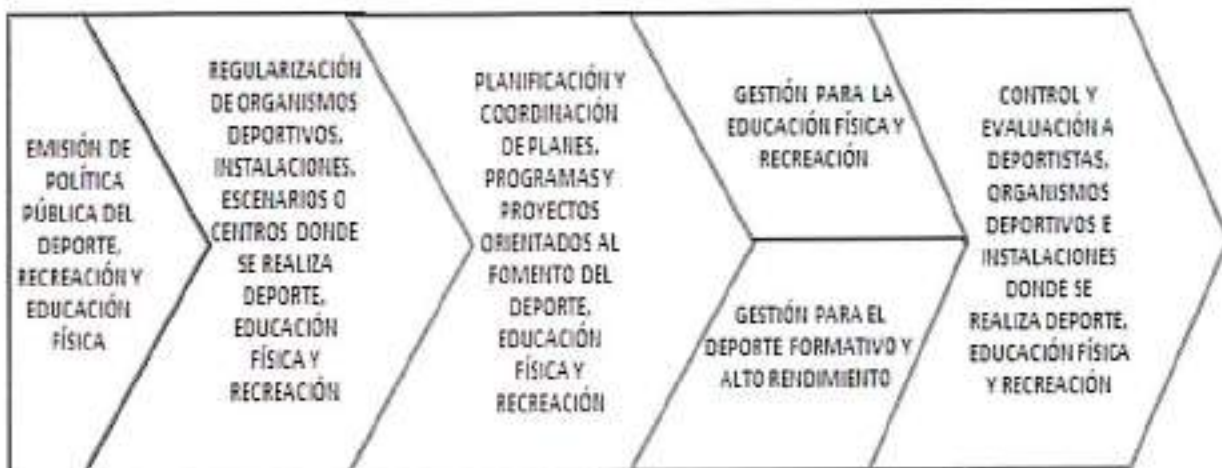 EMISIÓN DE
POLÍTICA
PÚBLICA DEL
DEPORTE,
RECREACIÓN Y
EDUCACIÓN
FÍSICA
REGULARIZACIÓN
DE ORGANISMOS
DEPORTIVOS,
INSTALACIONES,
ESCENARIOS O
CENTROS DONDE
SE REALIZA
DEPORTE,
EDUCACIÓN
FÍSICA Y
RECREACIÓN
PLANIFICACIÓN Y
COORDINACIÓN
DE PLANES,
PROGRAMAS Y
PROYECTOS
ORIENTADOS AL
FOMENTO DEL
DEPORTE,
EDUCACIÓN
FÍSICA Y
RECREACIÓN
GESTIÓN PARA LA
EDUCACIÓN FÍSICA Y
RECREACIÓN
GESTIÓN PARA EL
DEPORTE FORMATIVO Y
ALTO RENDIMIENTO
CONTROL Y
EVALUACIÓN A
DEPORTISTAS,
ORGANISMOS
DEPORTIVOS E
INSTALACIONES
DONDE SE
REALIZA DEPORTE,
EDUCACIÓN FÍSICA
Y RECREACIÓN